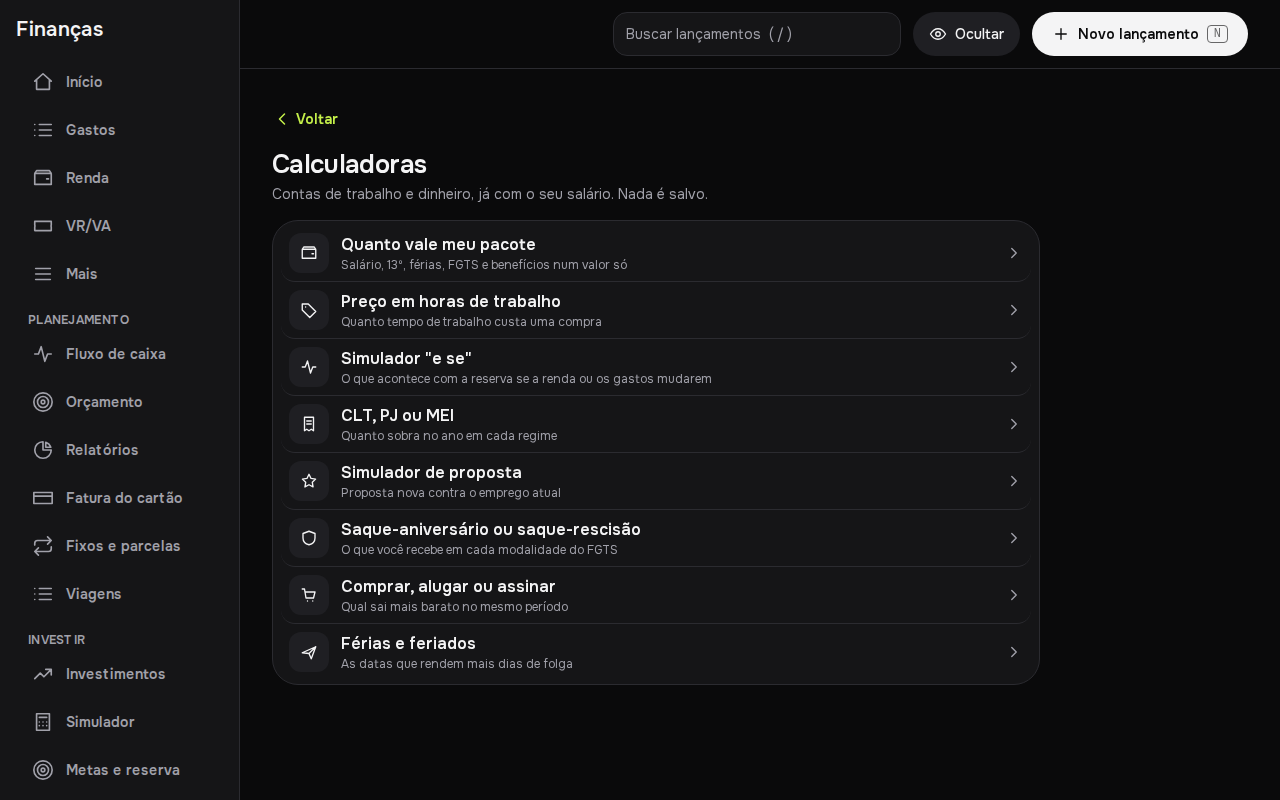 Finanças
Início
Gastos
Renda
VR/VA
Mais
PLANEJAMENTO
Fluxo de caixa
Orçamento
Relatórios
Fatura do cartão
Fixos e parcelas
Viagens
INVESTIR
Investimentos
Simulador
Metas e reserva
Buscar lançamentos ( / )
Ocultar
Novo lançamento N
Voltar
Calculadoras
Contas de trabalho e dinheiro, já com o seu salário. Nada é salvo.
Quanto vale meu pacote
Salário, 13º, férias, FGTS e benefícios num valor só
Preço em horas de trabalho
Quanto tempo de trabalho custa uma compra
Simulador "e se"
O que acontece com a reserva se a renda ou os gastos mudarem
CLT, PJ ou MEI
Quanto sobra no ano em cada regime
Simulador de proposta
Proposta nova contra o emprego atual
Saque-aniversário ou saque-rescisão
O que você recebe em cada modalidade do FGTS
Comprar, alugar ou assinar
Qual sai mais barato no mesmo período
Férias e feriados
As datas que rendem mais dias de folga